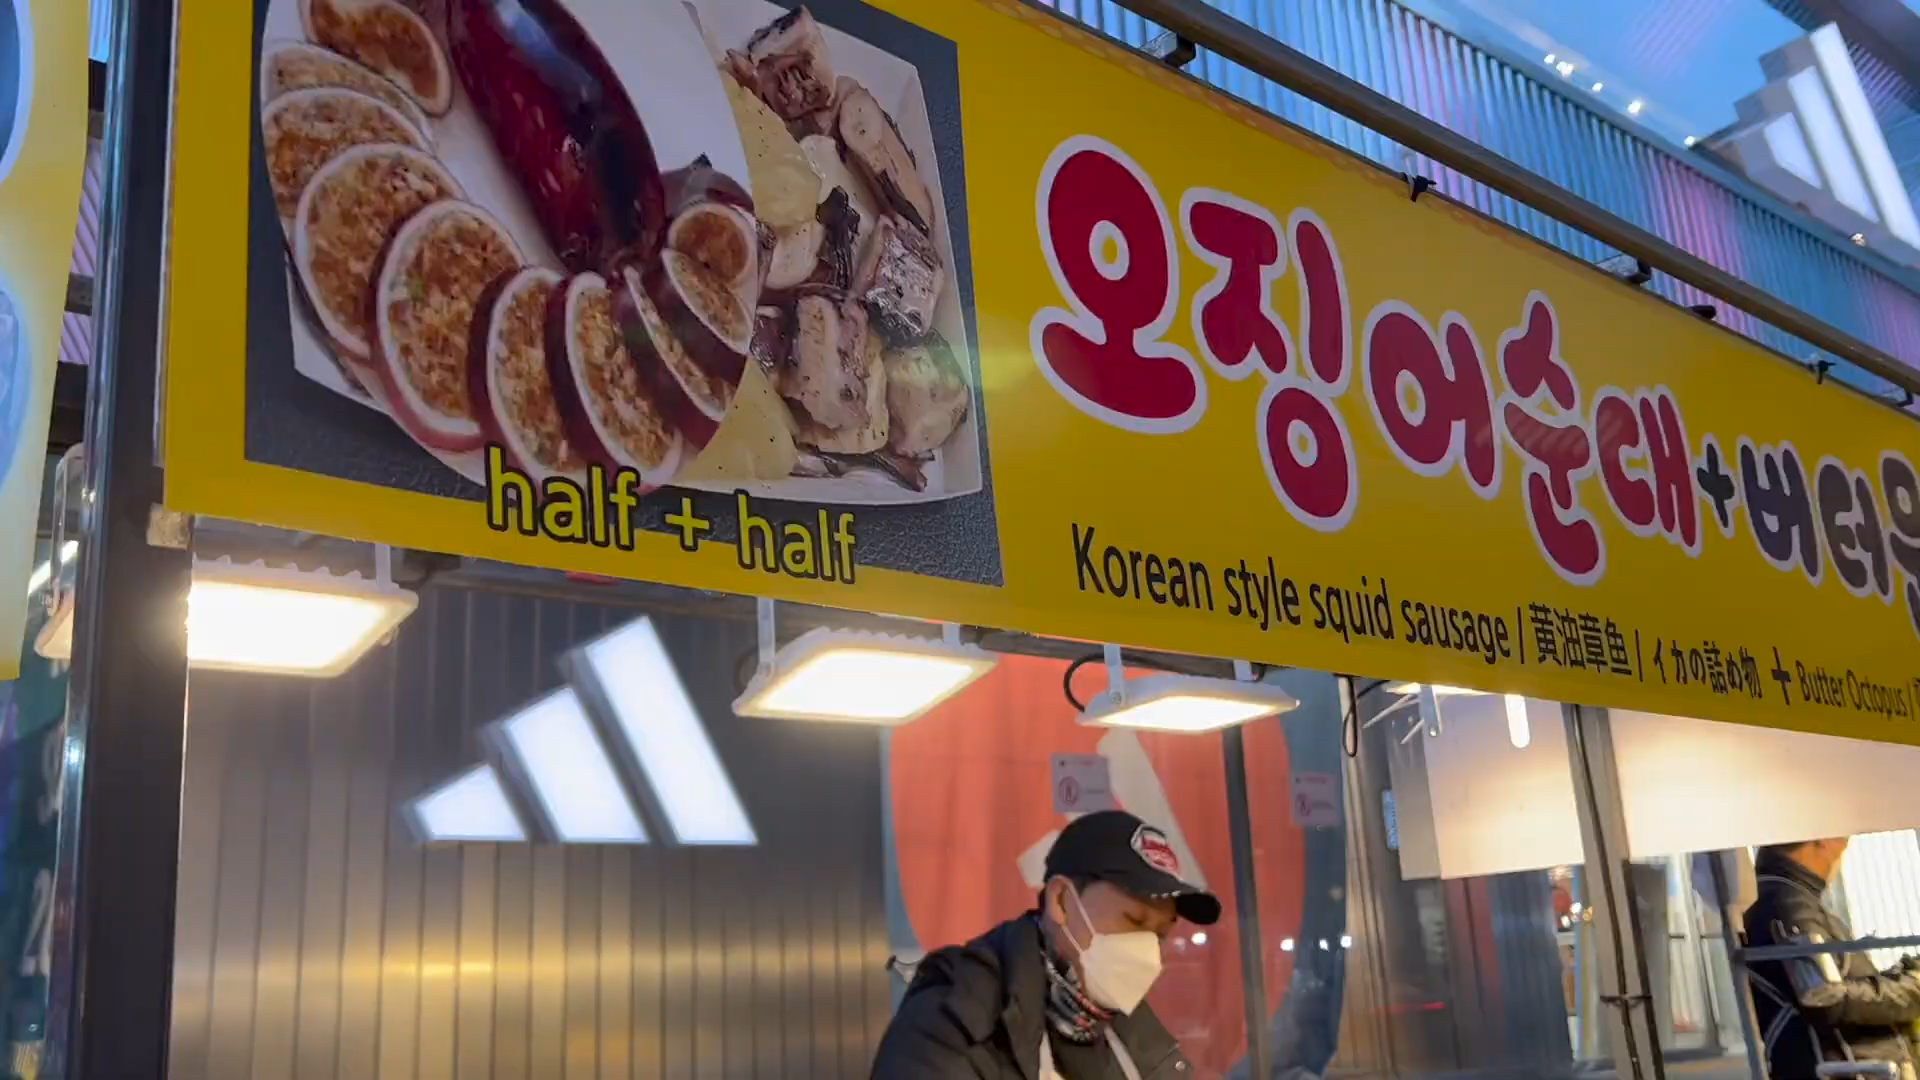 half + half
오징어순대+버터
Korean style squid sausage / 黄油章鱼 / イカの詰め物 + Butter Octopus /